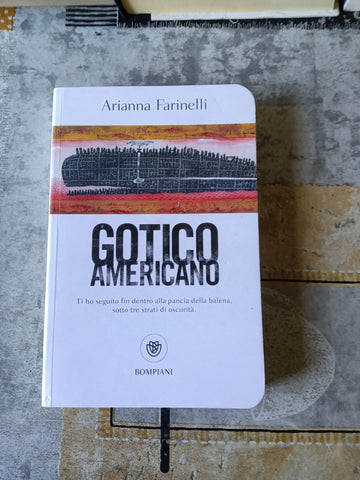 Arianna Farinelli
GOTICO
AMERICANO
Ti ho seguito fin dentro alla pancia della balena,
sotto tre strati di oscurità.
BOMPIANI